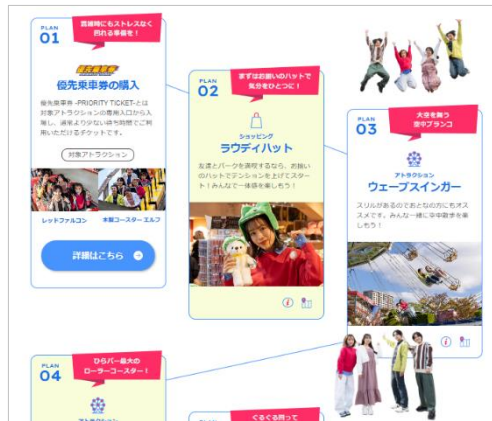 PLAN
01
混雑時にもストレスなく
回れる準備を！
優先乗車券
優先乗車券の購入
優先乗車券 -PRIORITY TICKET-とは
対象アトラクションの専用入口から入
場し、通常より少ない待ち時間でご利
用いただけるチケットです。
対象アトラクション
レッドファルコン
木製コースター エルフ
詳細はこちら
PLAN
02
まずはお揃いのハットで
気分をひとつに！
ショッピング
ラウディハット
友達とパークを満喫するなら、お揃い
のハットでテンションを上げてスター
ト！みんなで一体感を楽しもう！
PLAN
03
大空を舞う
空中ブランコ
アトラクション
ウェーブスインガー
スリルがあるのでおとなの方にもオス
スメです。みんな一緒に空中散歩を楽
しもう！
PLAN
04
ひらパー最大の
ローラーコースター！
アトラクション
PLAN
ぐるぐる回って